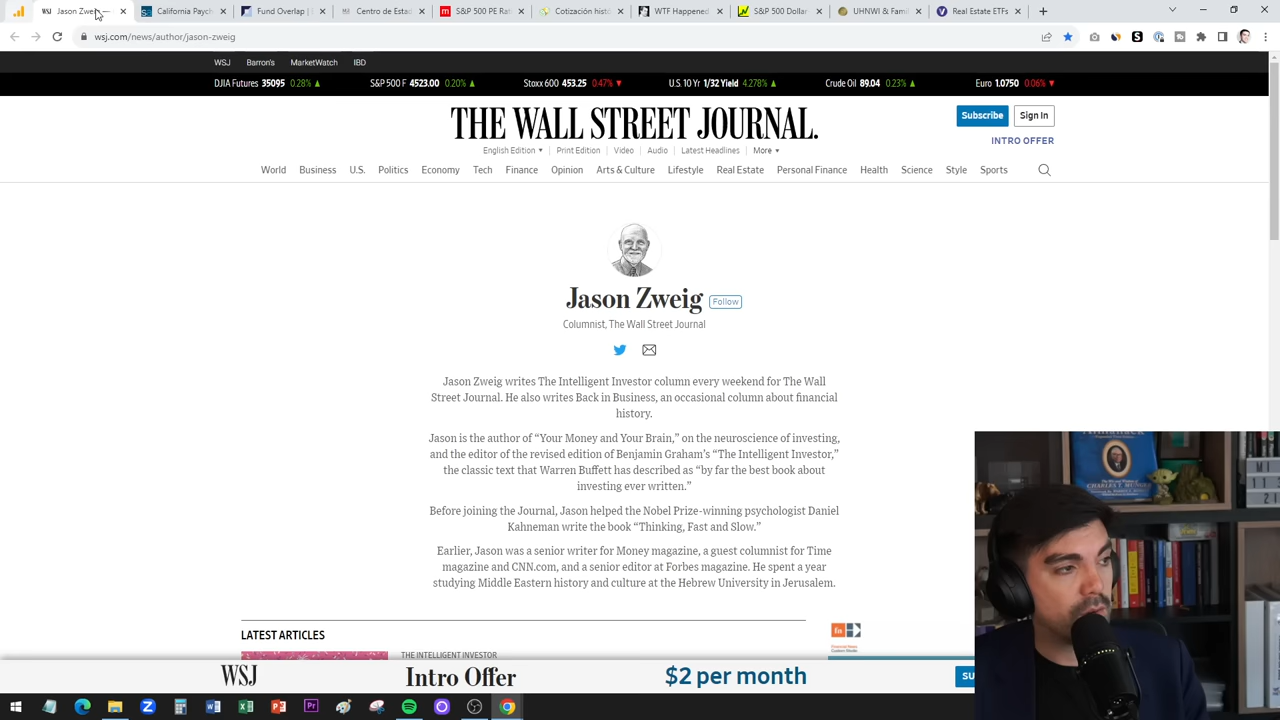 Jason Zweig —
California Psych
Fund Overlap |
Centro de Estad
S&P 500 PE Rat
Cotización histó
WTF Happened
S&P 500 Dollar
UHNWI & Famil
Real Estate ETFs
wsj.com/news/author/jason-zweig
WSJ Barron's MarketWatch IBD
DJIA Futures 35095 0.28% ▲ S&P 500 F 4523.00 0.20% ▲ Stoxx 600 453.25 0.47% ▼ U.S. 10 Yr 1/32 Yield 4.278% ▲ Crude Oil 89.04 0.23% ▲ Euro 1.0750 0.06% ▼
THE WALL STREET JOURNAL.
Subscribe Sign In
INTRO OFFER
English Edition ▾ Print Edition Video Audio Latest Headlines More ▾
World Business U.S. Politics Economy Tech Finance Opinion Arts & Culture Lifestyle Real Estate Personal Finance Health Science Style Sports
Jason Zweig Follow
Columnist, The Wall Street Journal
Jason Zweig writes The Intelligent Investor column every weekend for The Wall
Street Journal. He also writes Back in Business, an occasional column about financial
history.
Jason is the author of “Your Money and Your Brain,” on the neuroscience of investing,
and the editor of the revised edition of Benjamin Graham’s “The Intelligent Investor,”
the classic text that Warren Buffett has described as “by far the best book about
investing ever written.”
Before joining the Journal, Jason helped the Nobel Prize-winning psychologist Daniel
Kahneman write the book “Thinking, Fast and Slow.”
Earlier, Jason was a senior writer for Money magazine, a guest columnist for Time
magazine and CNN.com, and a senior editor at Forbes magazine. He spent a year
studying Middle Eastern history and culture at the Hebrew University in Jerusalem.
LATEST ARTICLES
THE INTELLIGENT INVESTOR
WSJ Intro Offer $2 per month SU
CHARLES T. MUNGER